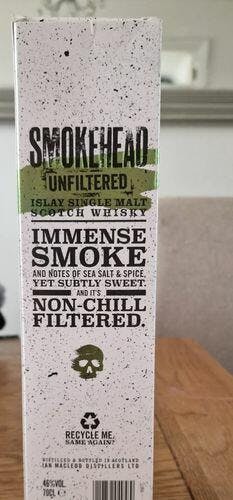 SMOKEHEAD
UNFILTERED
ISLAY SINGLE MALT
SCOTCH WHISKY
IMMENSE
SMOKE
AND NOTES OF SEA SALT & SPICE,
YET SUBTLY SWEET.
AND IT'S
NON-CHILL
FILTERED.
RECYCLE ME.
SAME AGAIN?
DISTILLED & BOTTLED IN SCOTLAND
IAN MACLEOD DISTILLERS LTD
46%VOL.
70CL